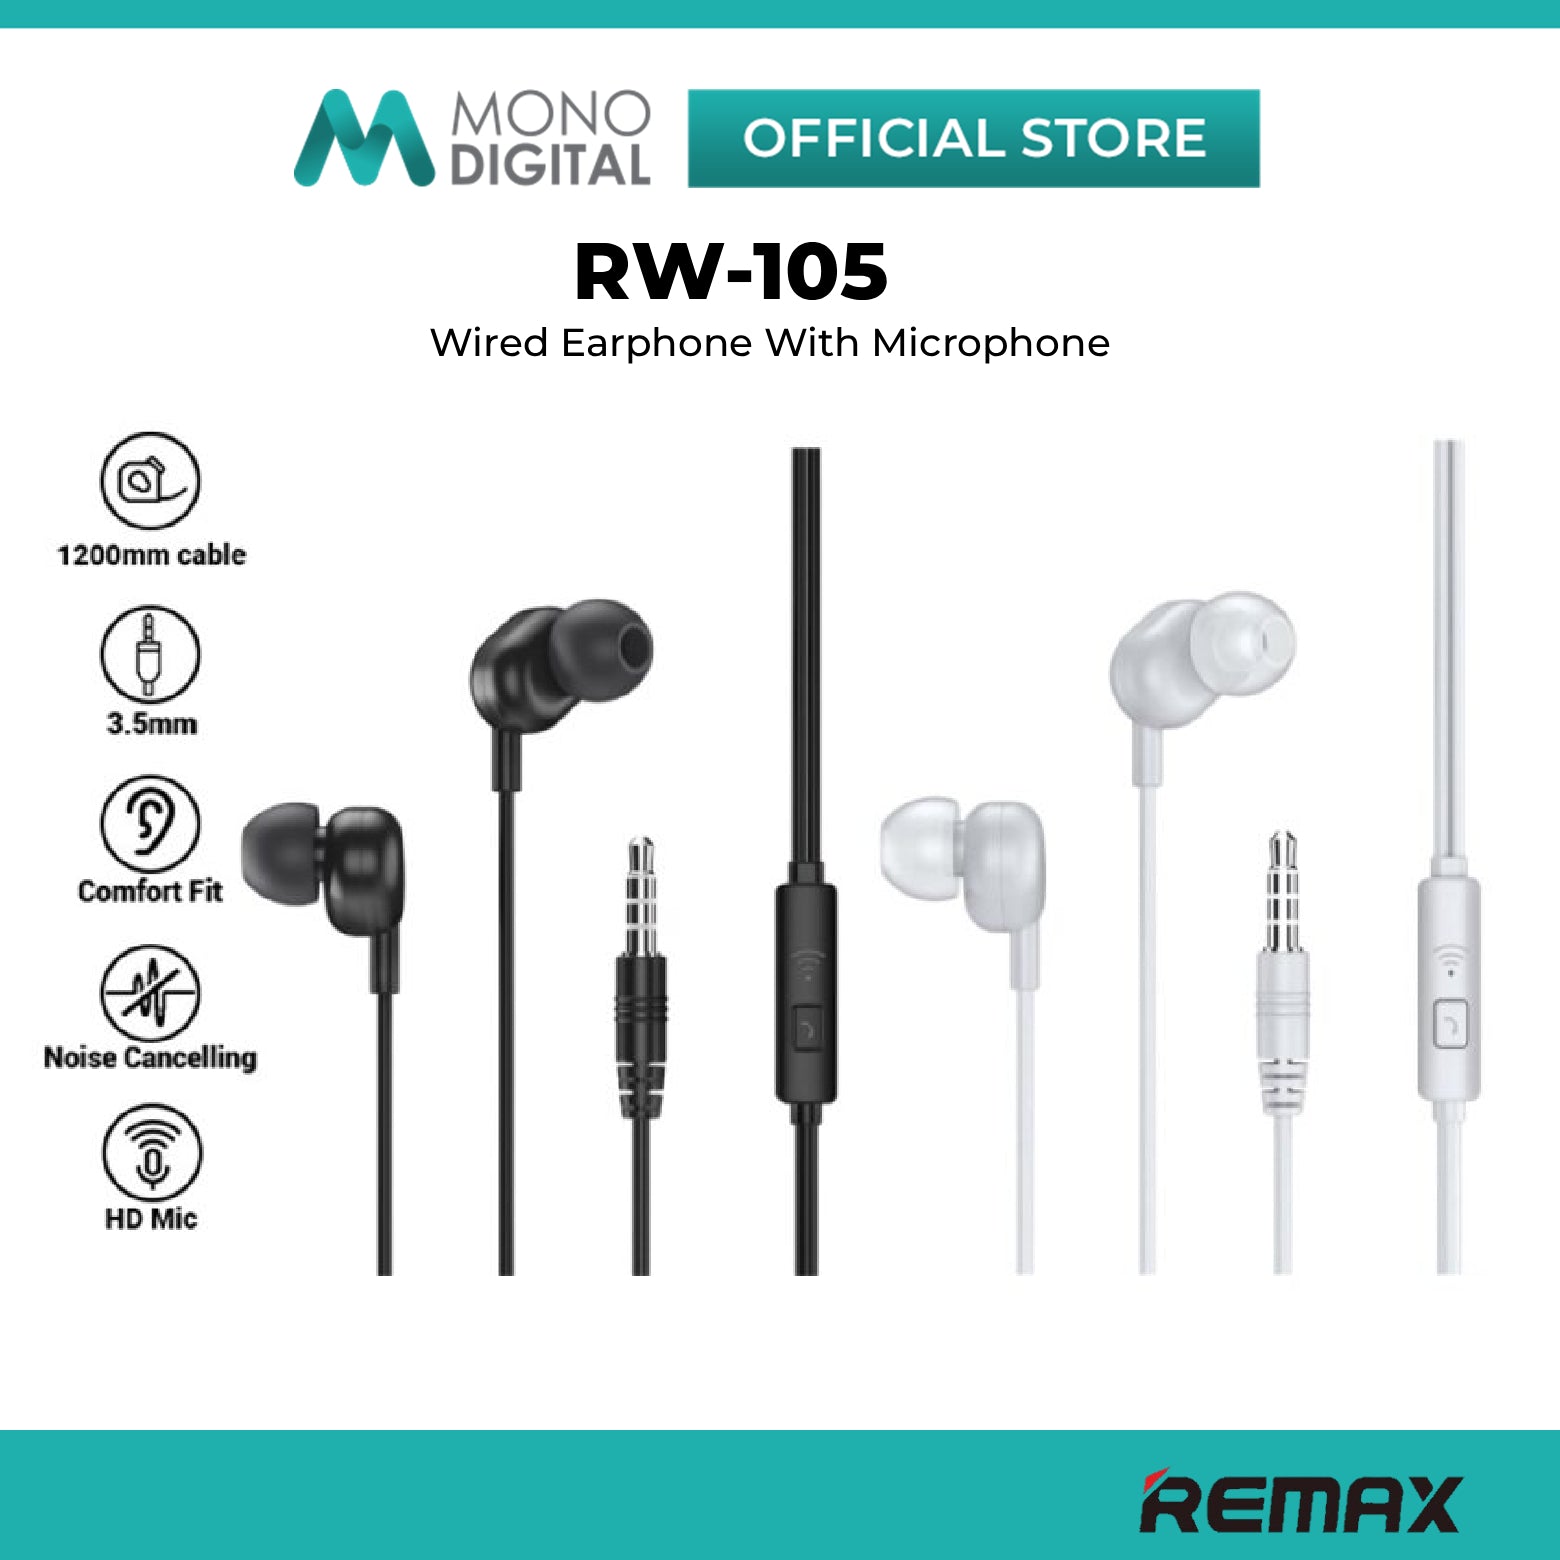 MONO
DIGITAL
OFFICIAL STORE
RW-105
Wired Earphone With Microphone
1200mm cable
3.5mm
Comfort Fit
Noise Cancelling
HD Mic
REMAX